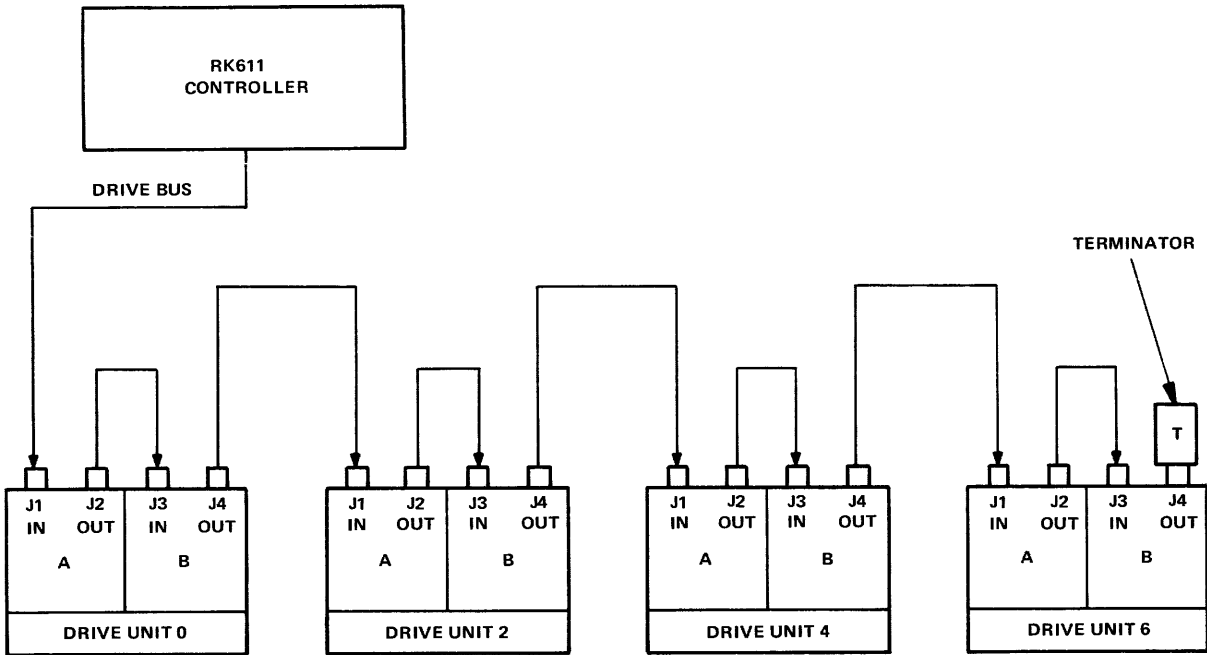 RK611
CONTROLLER
DRIVE BUS
TERMINATOR
T
J1 J2 J3 J4
IN OUT IN OUT
A B
DRIVE UNIT 0
J1 J2 J3 J4
IN OUT IN OUT
A B
DRIVE UNIT 2
J1 J2 J3 J4
IN OUT IN OUT
A B
DRIVE UNIT 4
J1 J2 J3 J4
IN OUT IN OUT
A B
DRIVE UNIT 6